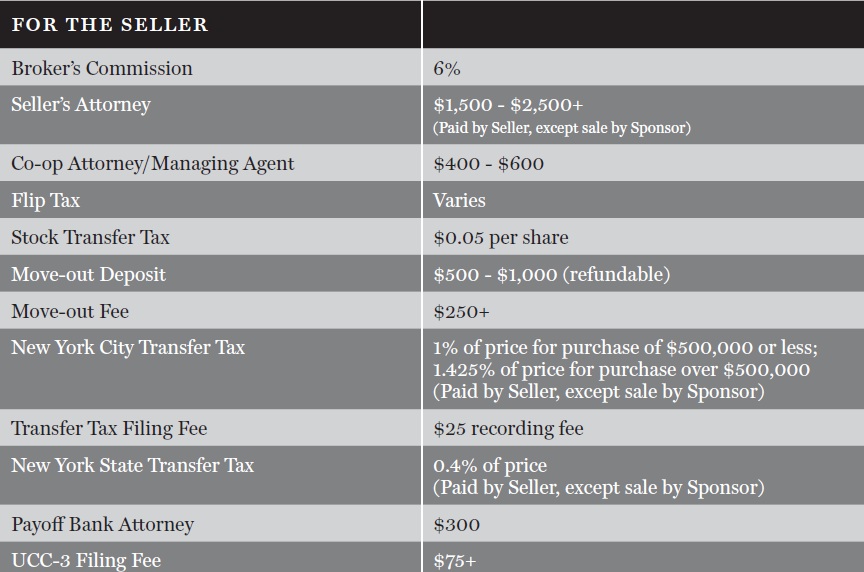 FOR THE SELLER
Broker’s Commission
6%
Seller’s Attorney
$1,500 - $2,500+
(Paid by Seller, except sale by Sponsor)
Co-op Attorney/Managing Agent
$400 - $600
Flip Tax
Varies
Stock Transfer Tax
$0.05 per share
Move-out Deposit
$500 - $1,000 (refundable)
Move-out Fee
$250+
New York City Transfer Tax
1% of price for purchase of $500,000 or less;
1.425% of price for purchase over $500,000
(Paid by Seller, except sale by Sponsor)
Transfer Tax Filing Fee
$25 recording fee
New York State Transfer Tax
0.4% of price
(Paid by Seller, except sale by Sponsor)
Payoff Bank Attorney
$300
UCC-3 Filing Fee
$75+